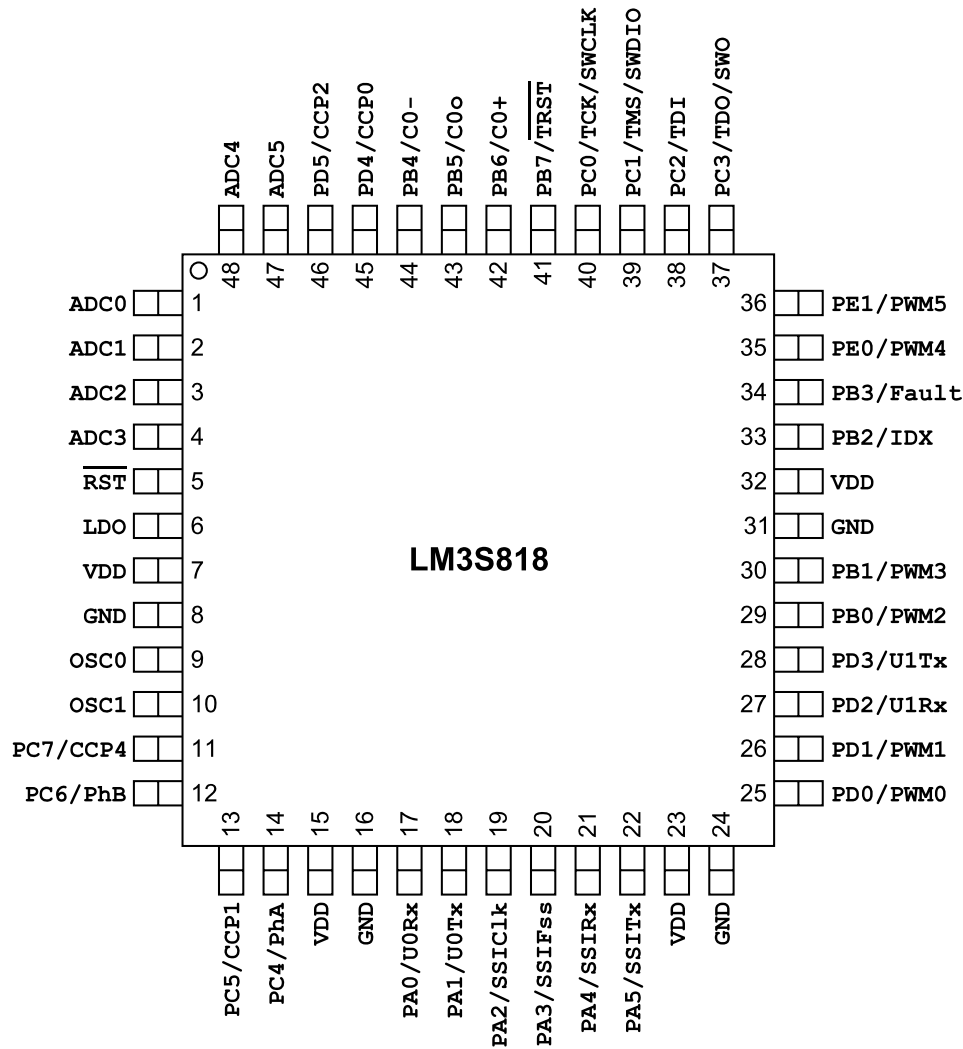 ADC4
ADC5
PD5/CCP2
PD4/CCP0
PB4/C0-
PB5/C0o
PB6/C0+
PB7/TRST
PC0/TCK/SWCLK
PC1/TMS/SWDIO
PC2/TDI
PC3/TDO/SWO
48
47
46
45
44
43
42
41
40
39
38
37
ADC0 1
ADC1 2
ADC2 3
ADC3 4
RST 5
LDO 6
VDD 7
GND 8
OSC0 9
OSC1 10
PC7/CCP4 11
PC6/PhB 12
LM3S818
36 PE1/PWM5
35 PE0/PWM4
34 PB3/Fault
33 PB2/IDX
32 VDD
31 GND
30 PB1/PWM3
29 PB0/PWM2
28 PD3/U1Tx
27 PD2/U1Rx
26 PD1/PWM1
25 PD0/PWM0
13
14
15
16
17
18
19
20
21
22
23
24
PC5/CCP1
PC4/PhA
VDD
GND
PA0/U0Rx
PA1/U0Tx
PA2/SSIClk
PA3/SSIFss
PA4/SSIRx
PA5/SSITx
VDD
GND